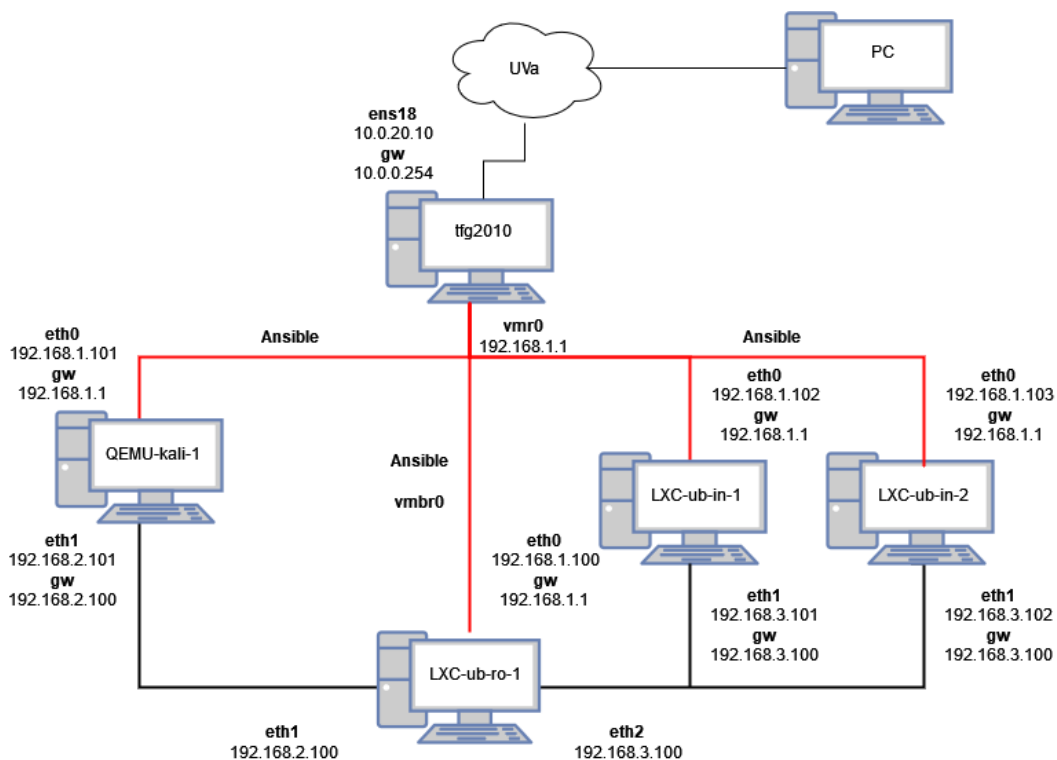 UVa
PC
ens18
10.0.20.10
gw
10.0.0.254
tfg2010
eth0
192.168.1.101
gw
192.168.1.1
Ansible
vmr0
192.168.1.1
Ansible
eth0
192.168.1.102
gw
192.168.1.1
eth0
192.168.1.103
gw
192.168.1.1
QEMU-kali-1
Ansible
vmbr0
LXC-ub-in-1
LXC-ub-in-2
eth1
192.168.2.101
gw
192.168.2.100
eth0
192.168.1.100
gw
192.168.1.1
eth1
192.168.3.101
gw
192.168.3.100
eth1
192.168.3.102
gw
192.168.3.100
LXC-ub-ro-1
eth1
192.168.2.100
eth2
192.168.3.100